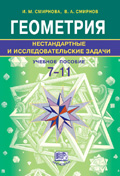 И. М. СМИРНОВА, В. А. СМИРНОВ
ГЕОМЕТРИЯ
НЕСТАНДАРТНЫЕ
И ИССЛЕДОВАТЕЛЬСКИЕ
ЗАДАЧИ
УЧЕБНОЕ ПОСОБИЕ
7–11